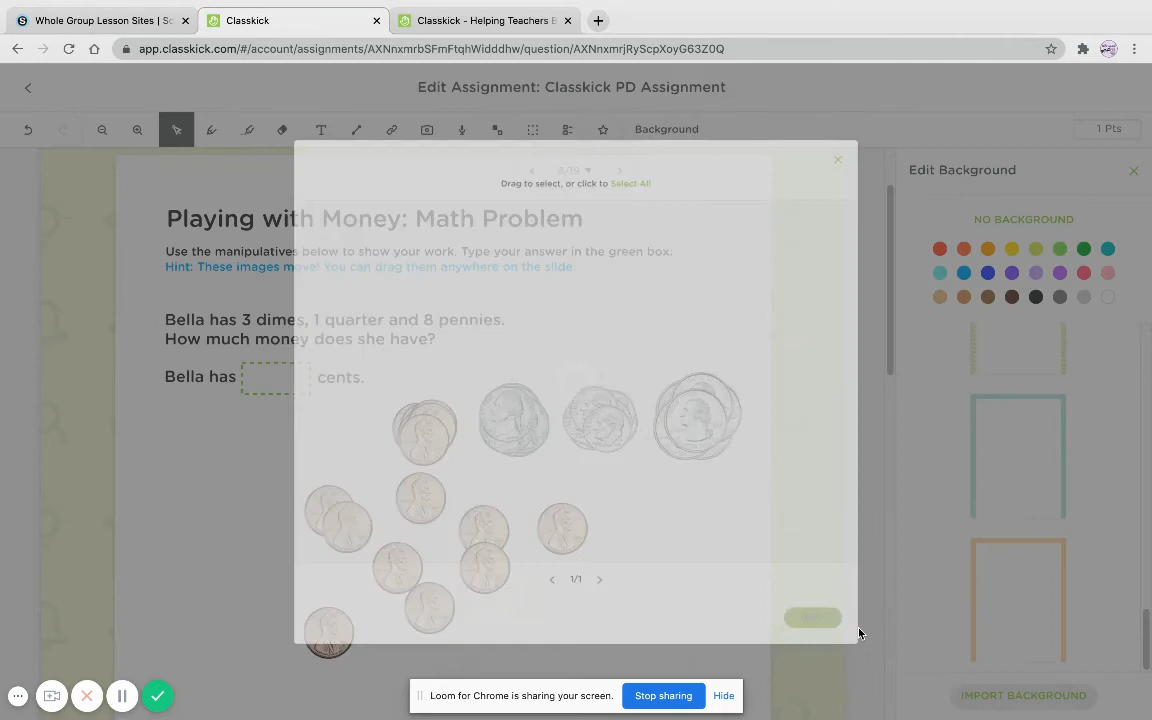 Whole Group Lesson Sites | Sc
Classkick
Classkick - Helping Teachers E
app.classkick.com/#/account/assignments/AXNnxmrbSFmFtqhWidddhw/question/AXNnxmrjRyScpXoyG63Z0Q
Edit Assignment: Classkick PD Assignment
Background
1 Pts
Edit Background
NO BACKGROUND
IMPORT BACKGROUND
Drag to select, or click to Select All
Playing with Money: Math Problem
Use the manipulatives below to show your work. Type your answer in the green box.
Hint: These images move! You can drag them anywhere on the slide.
Bella has 3 dimes, 1 quarter and 8 pennies.
How much money does she have?
Bella has
cents.
1/1
Loom for Chrome is sharing your screen.
Stop sharing
Hide